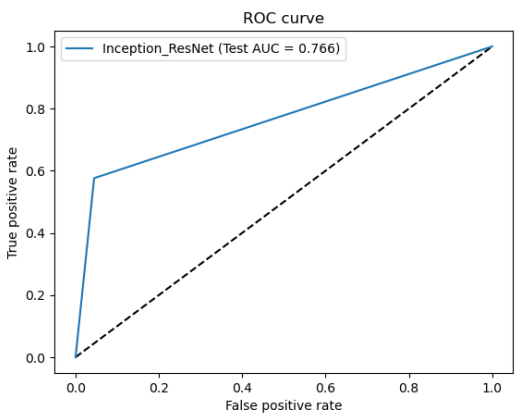 ROC curve
Inception_ResNet (Test AUC = 0.766)
True positive rate
1.0
0.8
0.6
0.4
0.2
0.0
0.0 0.2 0.4 0.6 0.8 1.0
False positive rate